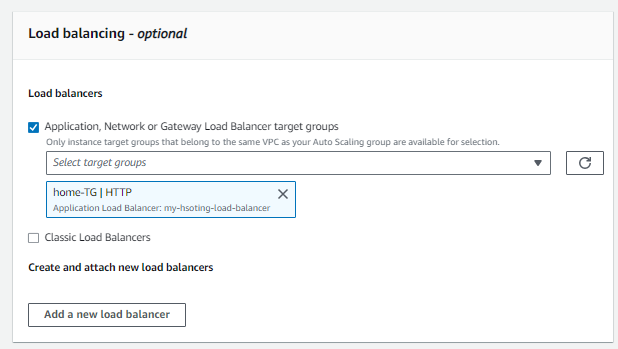 Load balancing - optional
Load balancers
Application, Network or Gateway Load Balancer target groups
Only instance target groups that belong to the same VPC as your Auto Scaling group are available for selection.
Select target groups
home-TG | HTTP
Application Load Balancer: my-hsoting-load-balancer
Classic Load Balancers
Create and attach new load balancers
Add a new load balancer